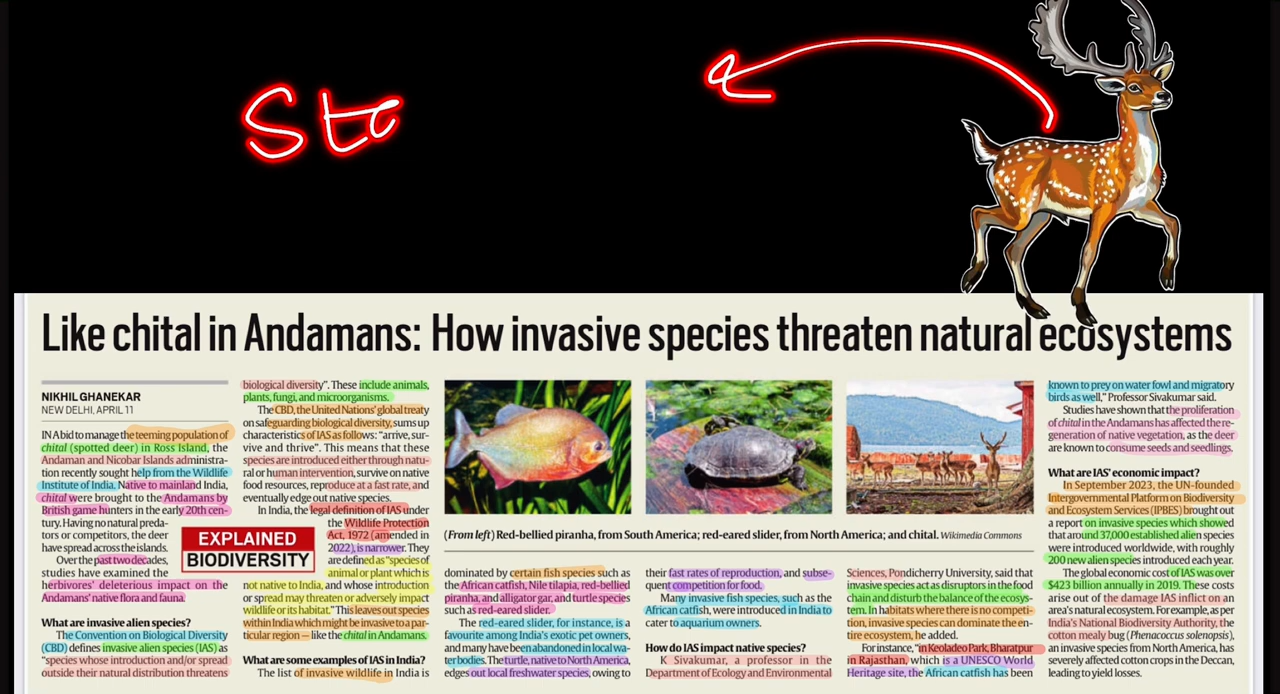 Sta
Like chital in Andamans: How invasive species threaten natural ecosystems
NIKHIL GHANEKAR
NEW DELHI, APRIL 11
IN A bid to manage the teeming population of
chital (spotted deer) in Ross Island, the
Andaman and Nicobar Islands administra-
tion recently sought help from the Wildlife
Institute of India. Native to mainland India,
chital were brought to the Andamans by
British game hunters in the early 20th cen-
tury. Having no natural preda-
tors or competitors, the deer
have spread across the islands.
Over the past two decades,
studies have examined the
herbivores' deleterious impact on the
Andamans' native flora and fauna.
What are invasive alien species?
The Convention on Biological Diversity
(CBD) defines invasive alien species (IAS) as
"species whose introduction and/or spread
outside their natural distribution threatens
biological diversity". These include animals,
plants, fungi, and microorganisms.
The CBD, the United Nations' global treaty
on safeguarding biological diversity, sums up
characteristics of IAS as follows: "arrive, sur-
vive and thrive". This means that these
species are introduced either through natu-
ral or human intervention, survive on native
food resources, reproduce at a fast rate, and
eventually edge out native species.
In India, the legal definition of IAS under
the Wildlife Protection
Act, 1972 (amended in
2022), is narrower. They
are defined as "species of
animal or plant which is
not native to India, and whose introduction
or spread may threaten or adversely impact
wildlife or its habitat." This leaves out species
within India which might be invasive to a par-
ticular region — like the chital in Andamans.
What are some examples of IAS in India?
The list of invasive wildlife in India is
EXPLAINED
BIODIVERSITY
(From left) Red-bellied piranha, from South America; red-eared slider, from North America; and chital. Wikimedia Commons
dominated by certain fish species such as
the African catfish, Nile tilapia, red-bellied
piranha, and alligator gar, and turtle species
such as red-eared slider.
The red-eared slider, for instance, is a
favourite among India's exotic pet owners,
and many have been abandoned in local wa-
ter bodies. The turtle, native to North America,
edges out local freshwater species, owing to
their fast rates of reproduction, and subse-
quent competition for food.
Many invasive fish species, such as the
African catfish, were introduced in India to
cater to aquarium owners.
How do IAS impact native species?
K Sivakumar, a professor in the
Department of Ecology and Environmental
Sciences, Pondicherry University, said that
invasive species act as disruptors in the food
chain and disturb the balance of the ecosys-
tem. In habitats where there is no competi-
tion, invasive species can dominate the en-
tire ecosystem, he added.
For instance, "in Keoladeo Park, Bharatpur
in Rajasthan, which is a UNESCO World
Heritage site, the African catfish has been
known to prey on water fowl and migratory
birds as well," Professor Sivakumar said.
Studies have shown that the proliferation
of chital in the Andamans has affected the re-
generation of native vegetation, as the deer
are known to consume seeds and seedlings.
What are IAS' economic impact?
In September 2023, the UN-founded
Intergovernmental Platform on Biodiversity
and Ecosystem Services (IPBES) brought out
a report on invasive species which showed
that around 37,000 established alien species
were introduced worldwide, with roughly
200 new alien species introduced each year.
The global economic cost of IAS was over
$423 billion annually in 2019. These costs
arise out of the damage IAS inflict on an
area's natural ecosystem. For example, as per
India's National Biodiversity Authority, the
cotton mealy bug (Phenacoccus solenopsis),
an invasive species from North America, has
severely affected cotton crops in the Deccan,
leading to yield losses.